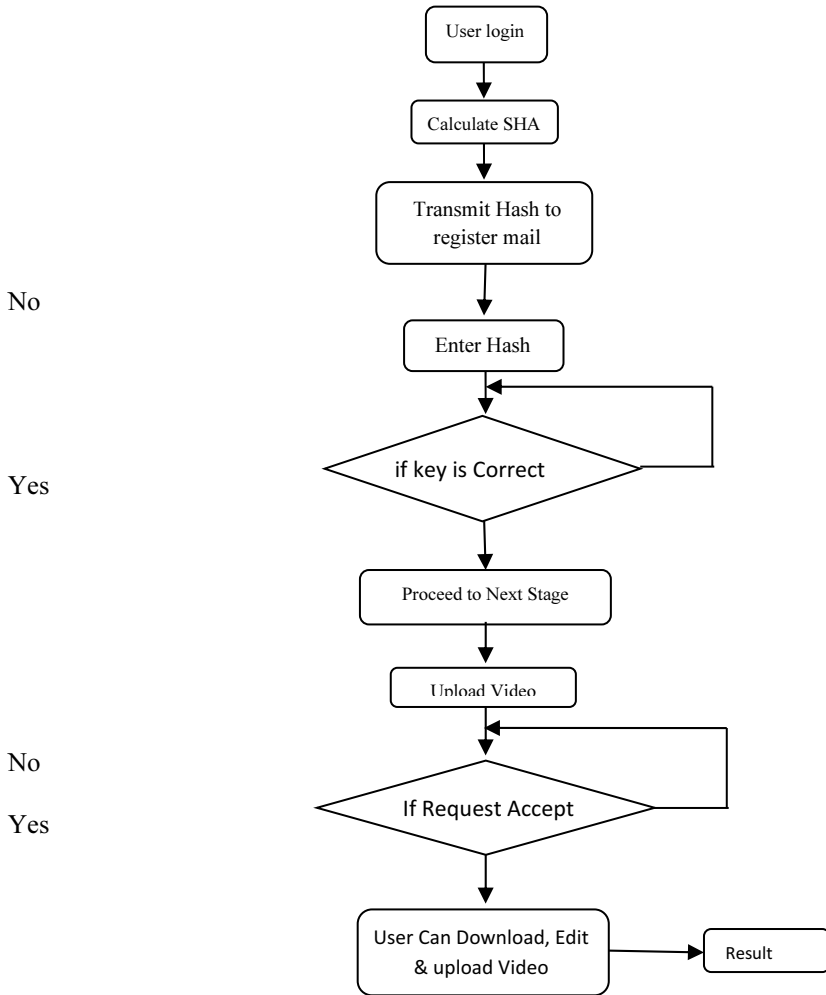 User login
Calculate SHA
Transmit Hash to
register mail
No
Enter Hash
if key is Correct
Yes
Proceed to Next Stage
Upload Video
No
If Request Accept
Yes
User Can Download, Edit
& upload Video
Result